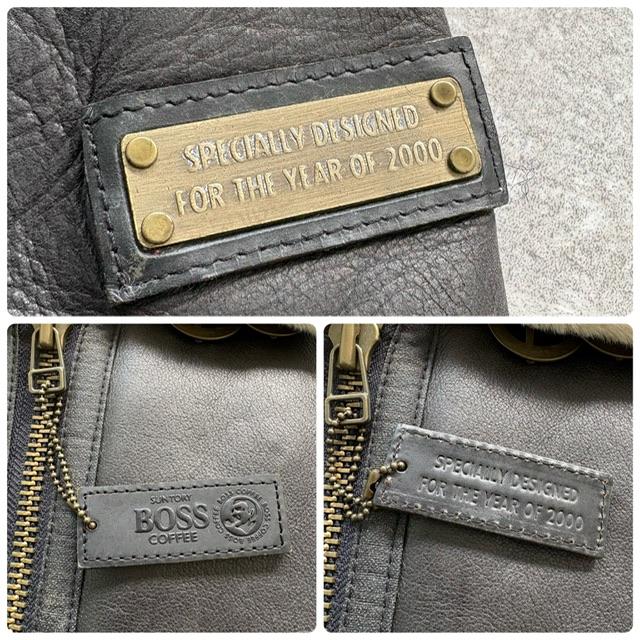 SPECIALLY DESIGNED
FOR THE YEAR OF 2000
SUNTORY
BOSS
COFFEE
SPECIALLY DESIGNED
FOR THE YEAR OF 2000